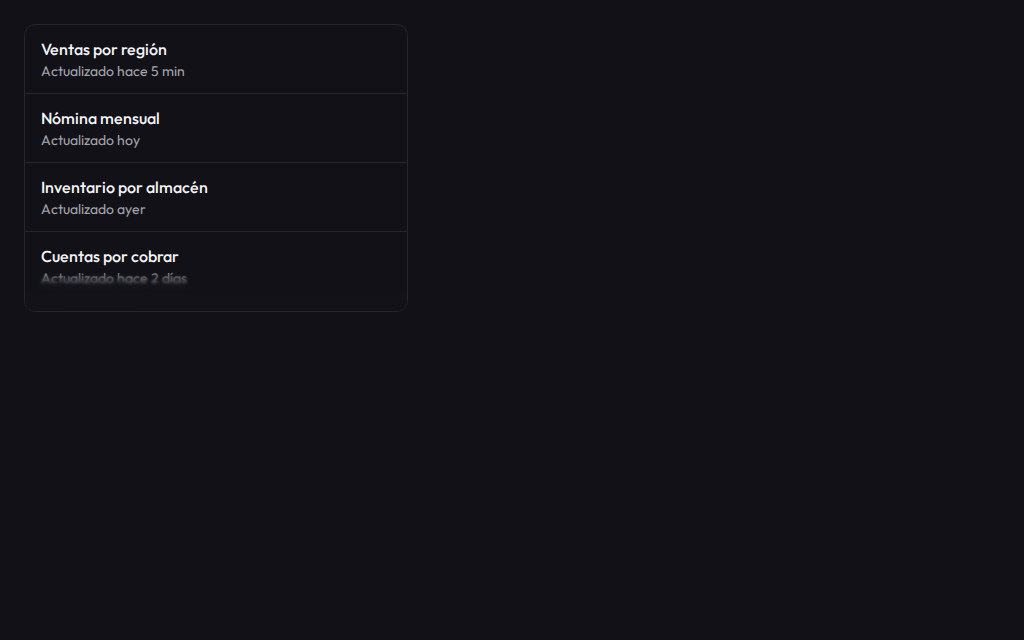 Ventas por región
Actualizado hace 5 min
Nómina mensual
Actualizado hoy
Inventario por almacén
Actualizado ayer
Cuentas por cobrar
Actualizado hace 2 días